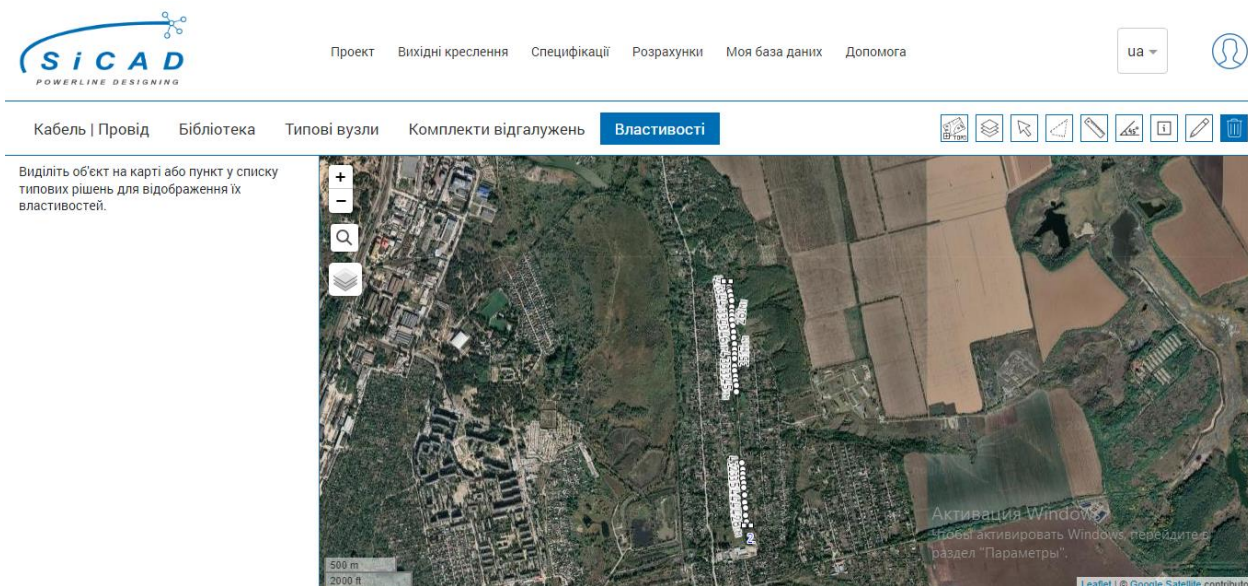 SiCAD
POWERLINE DESIGNING
Проект Вихідні креслення Специфікації Розрахунки Моя база даних Допомога
ua
Кабель | Провід Бібліотека Типові вузли Комплекти відгалужень Властивості
Виділіть об'єкт на карті або пункт у списку
типових рішень для відображення їх
властивостей.
+
−
Активация Windows
Чтобы активировать Windows, перейдите в
раздел "Параметры".
500 m
2000 ft
Leaflet | © Google Satellite contributo